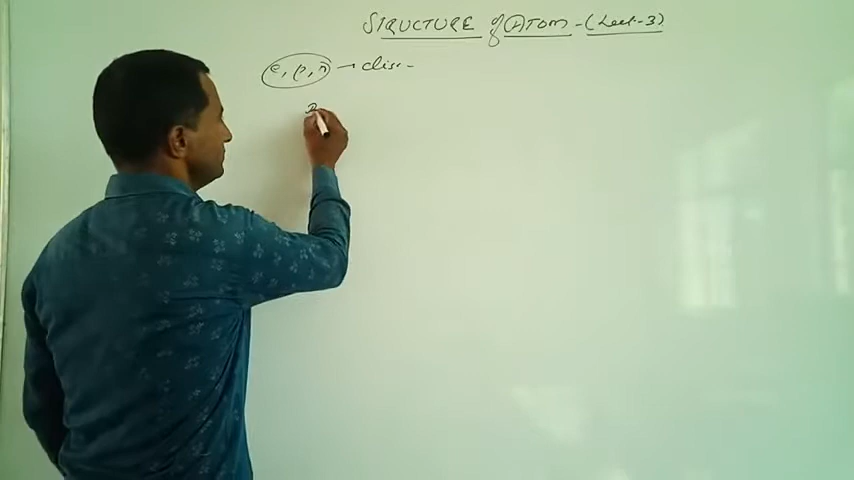 STRUCTURE of ATOM - (Lect-3)
e, p, n → disc -